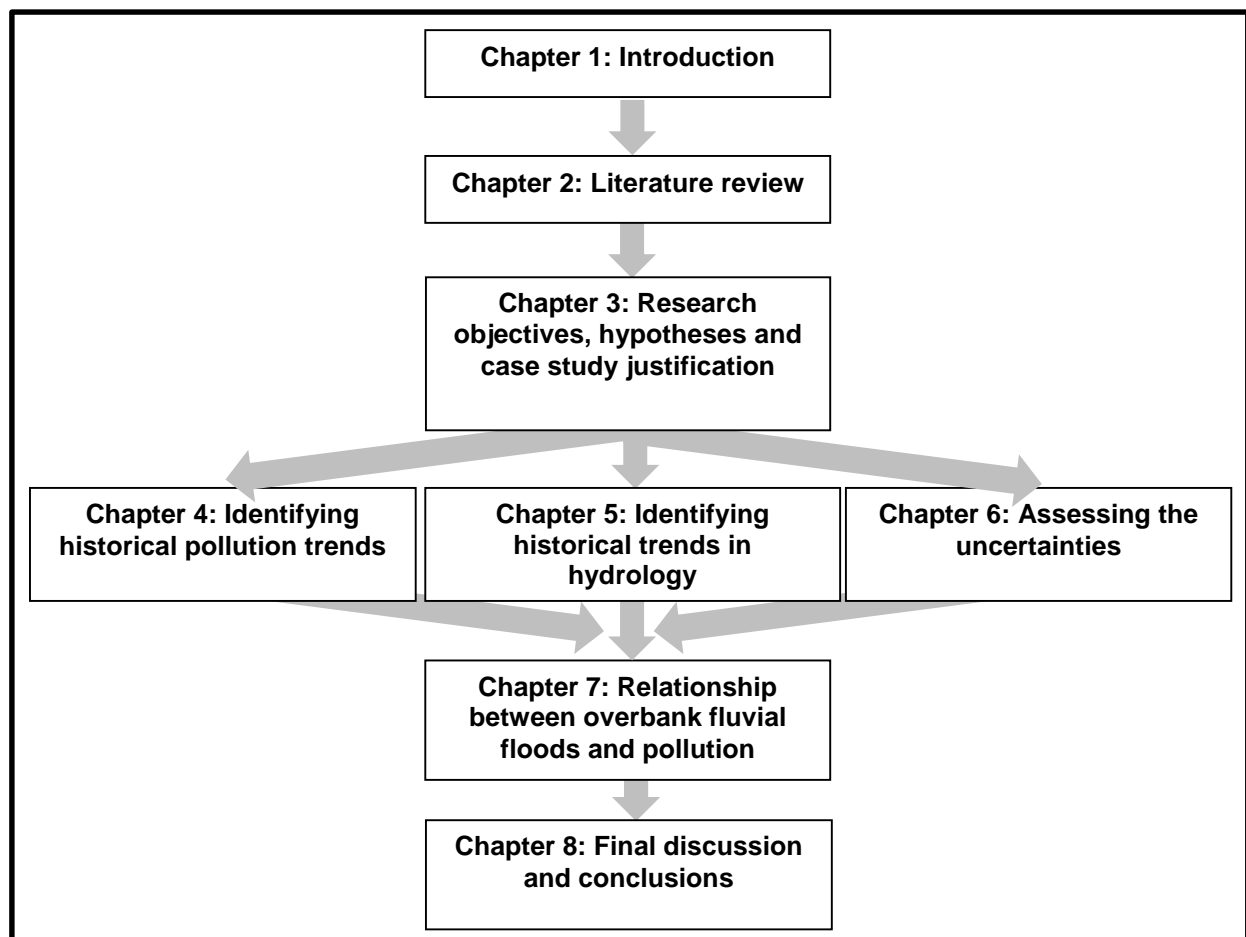 Chapter 1: Introduction
Chapter 2: Literature review
Chapter 3: Research
objectives, hypotheses and
case study justification
Chapter 4: Identifying
historical pollution trends
Chapter 5: Identifying
historical trends in
hydrology
Chapter 6: Assessing the
uncertainties
Chapter 7: Relationship
between overbank fluvial
floods and pollution
Chapter 8: Final discussion
and conclusions